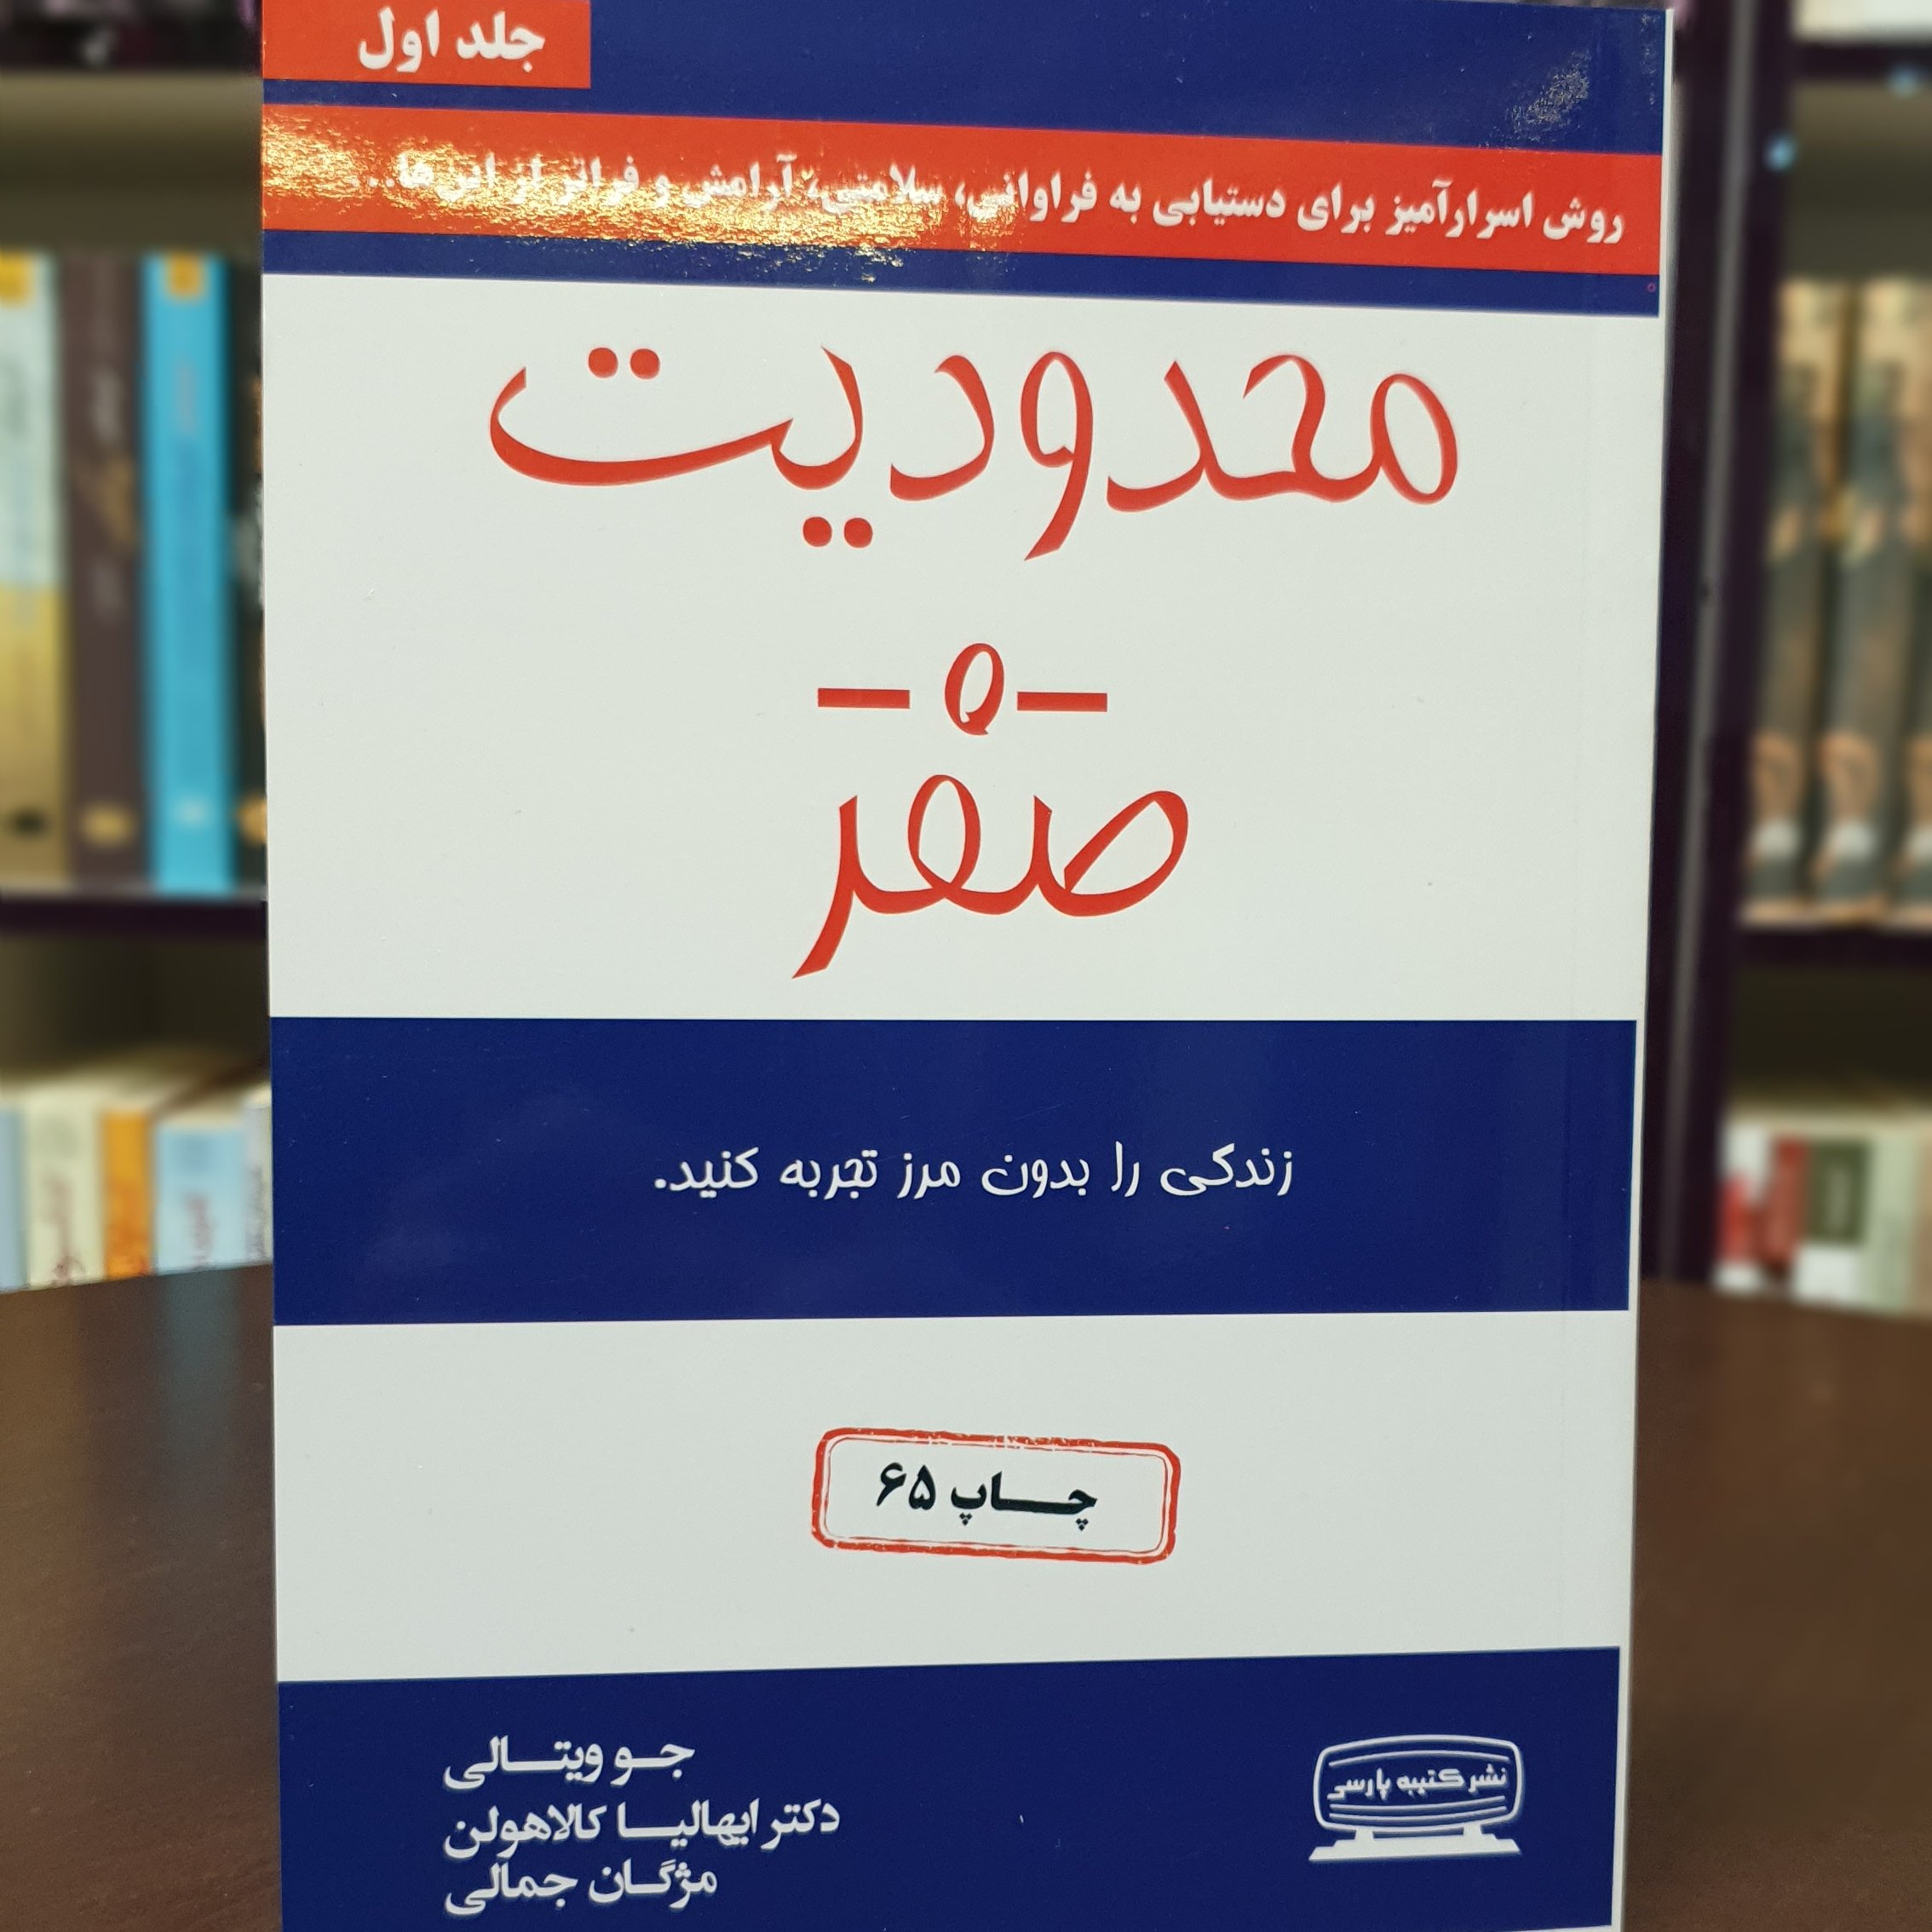 جلد اول
روش اسرارآمیز برای دستیابی به فراوانی، سلامتی، آرامش و فراتر از این‌ها...
محدودیت
صفر
زندگی را بدون مرز تجربه کنید.
چاپ ۶۵
جو ویتالی
دکتر ایهالیا کالاهولن
مژگان جمالی
نشر کتیبه پارسی